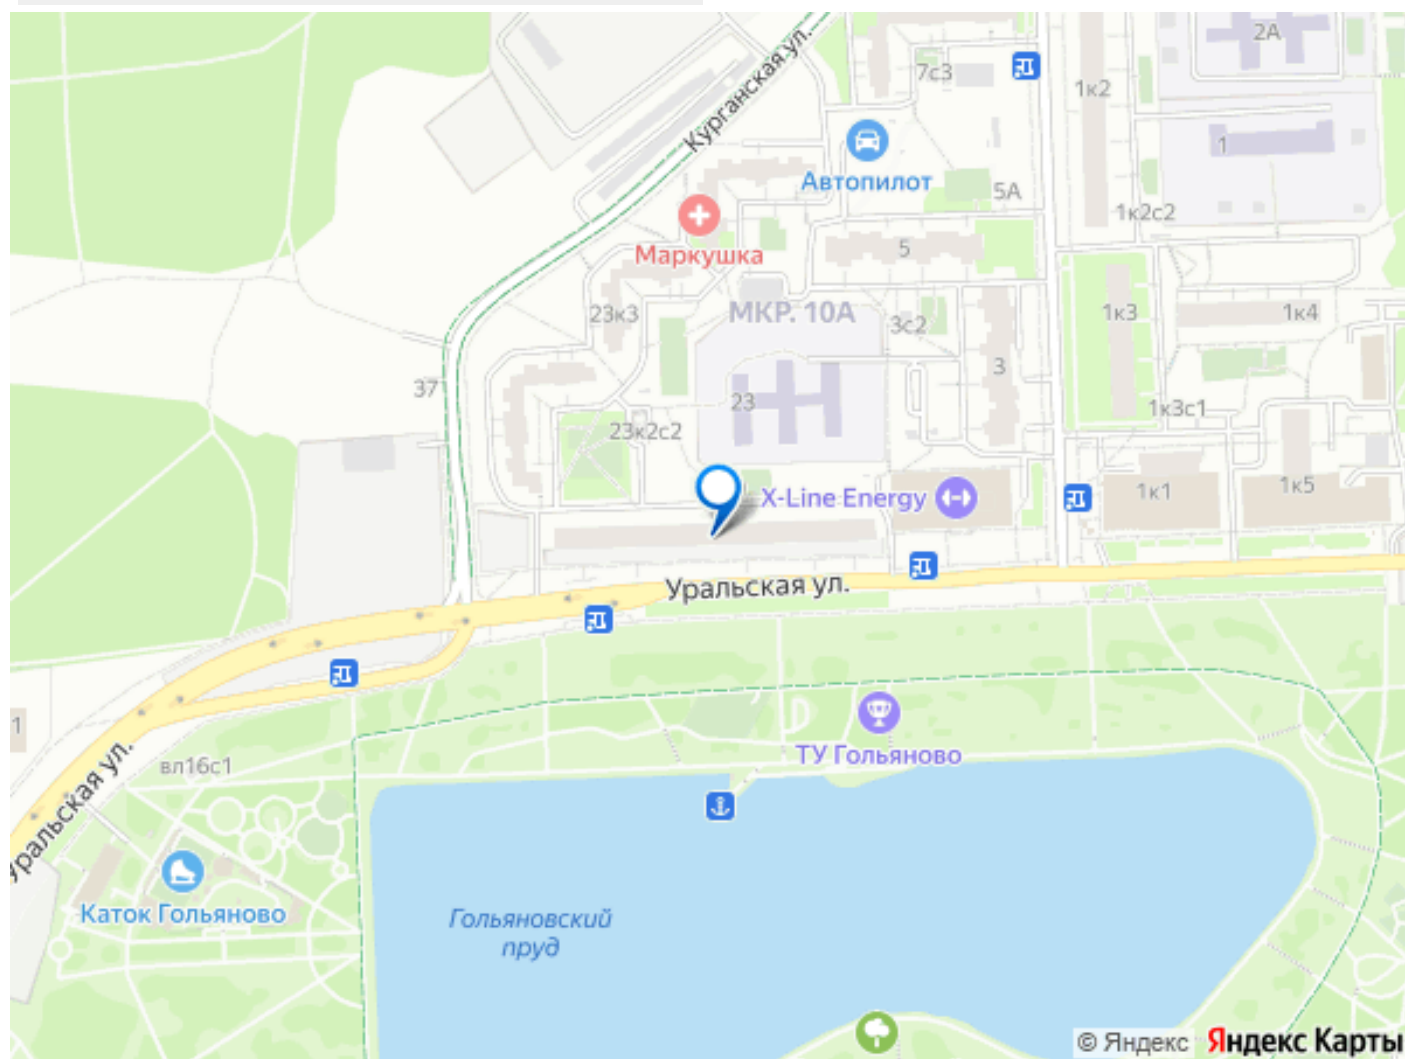 Курганская ул.
2А
7с3
1к2
1
Автопилот
5А
1к2с2
Маркушка
5
23к3
МКР. 10А
3с2
1к3
1к4
37
23
3
1к3с1
23к2с2
X-Line Energy
1к1
1к5
Уральская ул.
1
вл16с1
ТУ Гольяново
Уральская ул.
Каток Гольяново
Гольяновский
пруд
© Яндекс Яндекс Карты